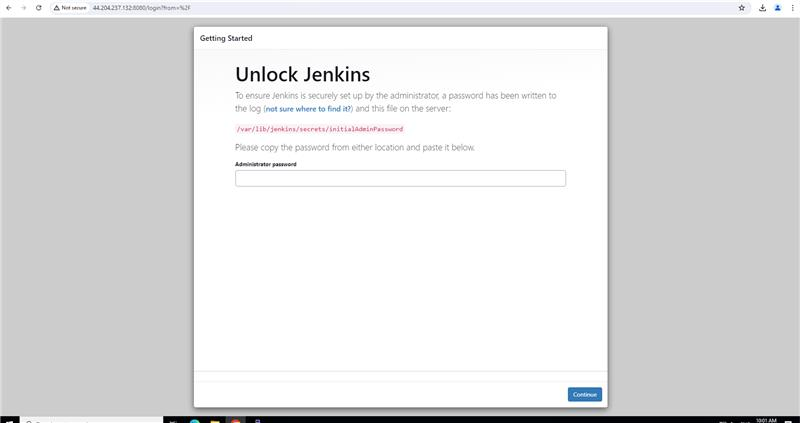 Not secure
44.204.237.132:8080/login?from=%2F
Getting Started
Unlock Jenkins
To ensure Jenkins is securely set up by the administrator, a password has been written to
the log (not sure where to find it?) and this file on the server:
/var/lib/jenkins/secrets/initialAdminPassword
Please copy the password from either location and paste it below.
Administrator password
Continue
10:01 AM